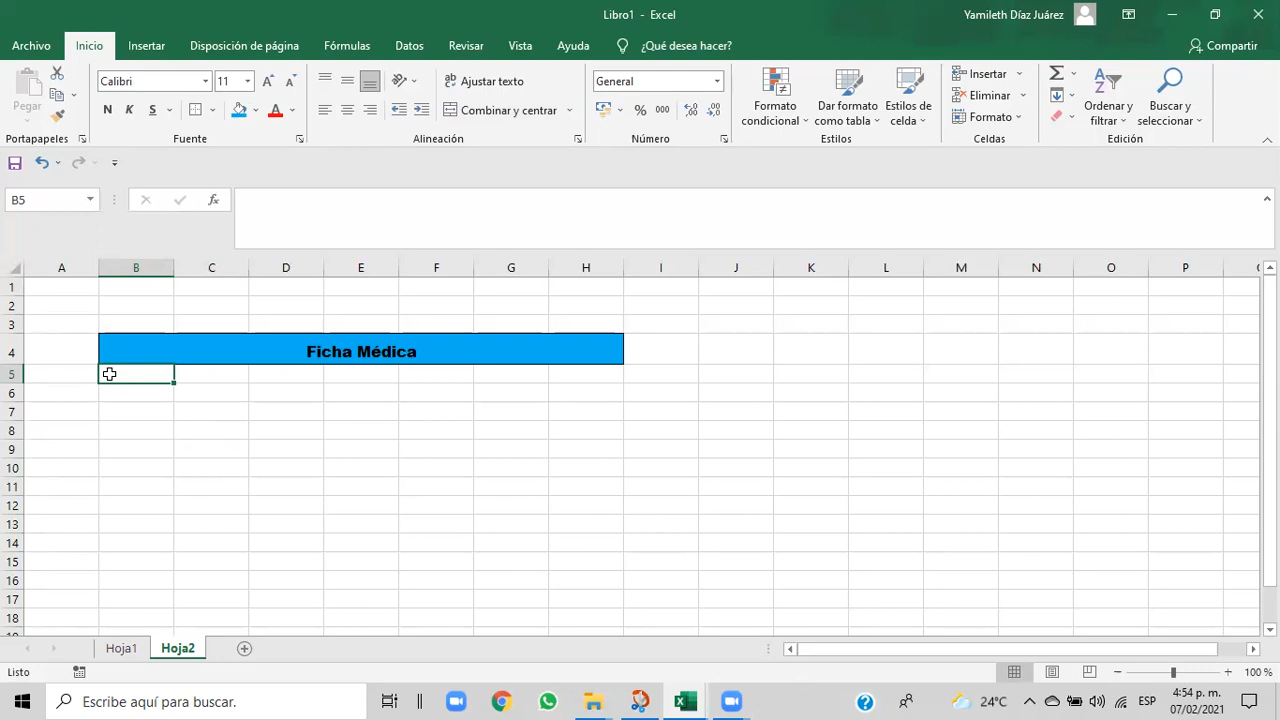 Libro1 - Excel
Yamileth Díaz Juárez
Archivo
Inicio
Insertar
Disposición de página
Fórmulas
Datos
Revisar
Vista
Ayuda
¿Qué desea hacer?
Compartir
Pegar
Portapapeles
Calibri
11
N K S
Fuente
ab
Ajustar texto
Combinar y centrar
Alineación
General
% 000
Número
Formato condicional
Dar formato como tabla
Estilos de celda
Estilos
Insertar
Eliminar
Formato
Celdas
Ordenar y filtrar
Buscar y seleccionar
Edición
B5
fx
A B C D E F G H I J K L M N O P
1
2
3
4 Ficha Médica
5
6
7
8
9
10
11
12
13
14
15
16
17
18
Hoja1
Hoja2
Listo
100 %
Escribe aquí para buscar.
24°C
ESP
4:54 p. m.
07/02/2021